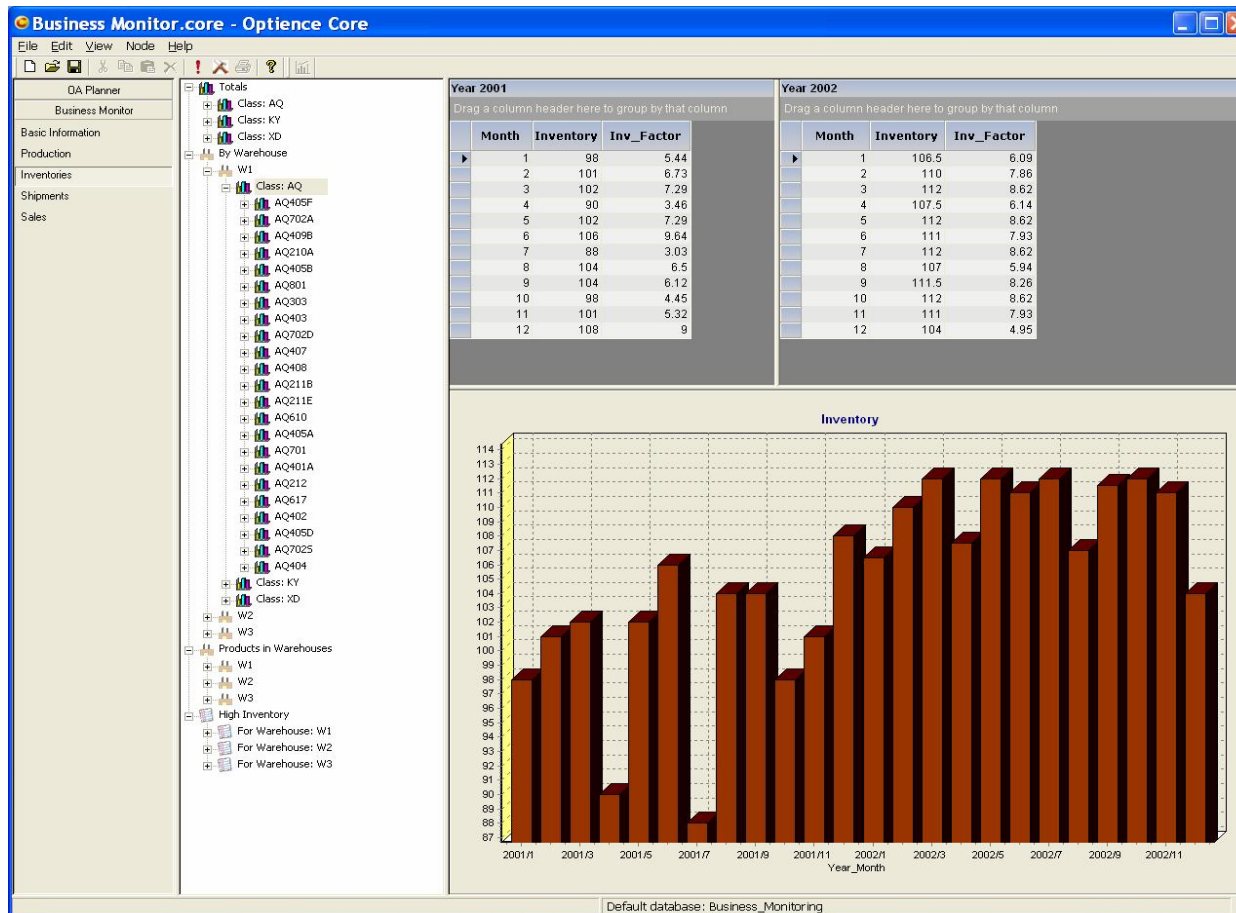 Business Monitor.core - Optience Core
File Edit View Node Help
OA Planner
Business Monitor
Basic Information
Production
Inventories
Shipments
Sales
Totals
Class: AQ
Class: KY
Class: XD
By Warehouse
W1
Class: AQ
AQ405F
AQ702A
AQ409B
AQ210A
AQ405B
AQ801
AQ303
AQ403
AQ702D
AQ407
AQ408
AQ211B
AQ211E
AQ610
AQ405A
AQ701
AQ401A
AQ212
AQ617
AQ402
AQ405D
AQ702S
AQ404
Class: KY
Class: XD
W2
W3
Products in Warehouses
W1
W2
W3
High Inventory
For Warehouse: W1
For Warehouse: W2
For Warehouse: W3
Year 2001
Drag a column header here to group by that column
Month Inventory Inv_Factor
1 98 5.44
2 101 6.73
3 102 7.29
4 90 3.46
5 102 7.29
6 106 9.64
7 88 3.03
8 104 6.5
9 104 6.12
10 98 4.45
11 101 5.32
12 108 9
Year 2002
Drag a column header here to group by that column
Month Inventory Inv_Factor
1 106.5 6.09
2 110 7.86
3 112 8.62
4 107.5 6.14
5 112 8.62
6 111 7.93
7 112 8.62
8 107 5.94
9 111.5 8.26
10 112 8.62
11 111 7.93
12 104 4.95
Inventory
114
113
112
111
110
109
108
107
106
105
104
103
102
101
100
99
98
97
96
95
94
93
92
91
90
89
88
87
2001/1 2001/3 2001/5 2001/7 2001/9 2001/11 2002/1 2002/3 2002/5 2002/7 2002/9 2002/11
Year_Month
Default database: Business_Monitoring